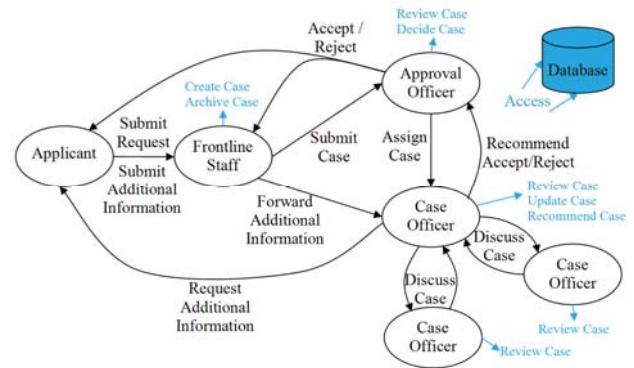 Accept /
Reject
Review Case
Decide Case
Approval
Officer
Database
Access
Create Case
Archive Case
Applicant
Submit
Request
Submit
Additional
Information
Frontline
Staff
Submit
Case
Assign
Case
Recommend
Accept/Reject
Forward
Additional
Information
Case
Officer
Review Case
Update Case
Recommend Case
Discuss
Case
Case
Officer
Review Case
Request
Additional
Information
Discuss
Case
Case
Officer
Review Case